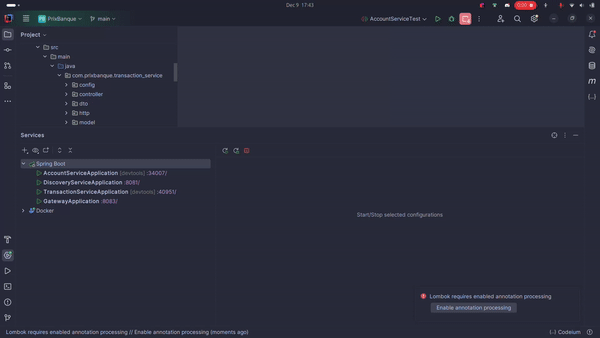 Dec 9 17:43
0:00
PB PrixBanque main AccountServiceTest
Project
src
main
java
com.prixbanque.transaction_service
config
controller
dto
http
model
Services
Spring Boot
AccountServiceApplication [devtools] :34007/
DiscoveryServiceApplication :8061/
TransactionServiceApplication [devtools] :40951/
GatewayApplication :8083/
Docker
Start/Stop selected configurations
Lombok requires enabled annotation processing
Enable annotation processing
Lombok requires enabled annotation processing // Enable annotation processing (moments ago)
{..} Codeium